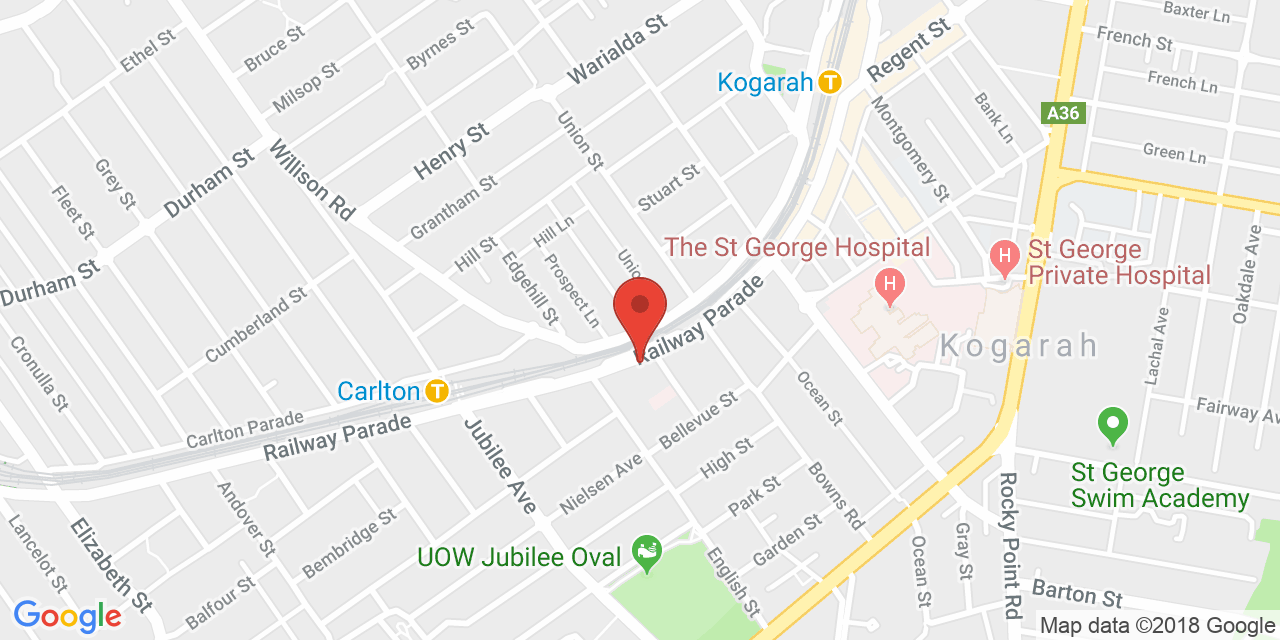 Baxter Ln
French St
Ethel St
Bruce St
Byrnes St
Warialda St
Regent St
Kogarah T
French Ln
Milsop St
A36
Bank Ln
Montgomery St
Union St
Henry St
Green Ln
Willison Rd
Durham St
Grey St
Fleet St
Stuart St
Grantham St
Hill Ln
Hill St
Edgehill St
Prospect Ln
The St George Hospital
H
H
St George
Private Hospital
Oakdale Ave
Durham St
Cumberland St
Railway Parade
Kogarah
Lachal Ave
Cronulla St
Carlton T
Ocean St
Fairway Av
Carlton Parade
Railway Parade
Bellevue St
Jubilee Ave
High St
Nielsen Ave
Bowns Rd
Park St
St George
Swim Academy
Rocky Point Rd
Andover St
Bembridge St
Lancelot St
Elizabeth St
Garden St
UOW Jubilee Oval
English St
Ocean St
Gray St
Balfour St
Barton St
Google
Map data ©2018 Google